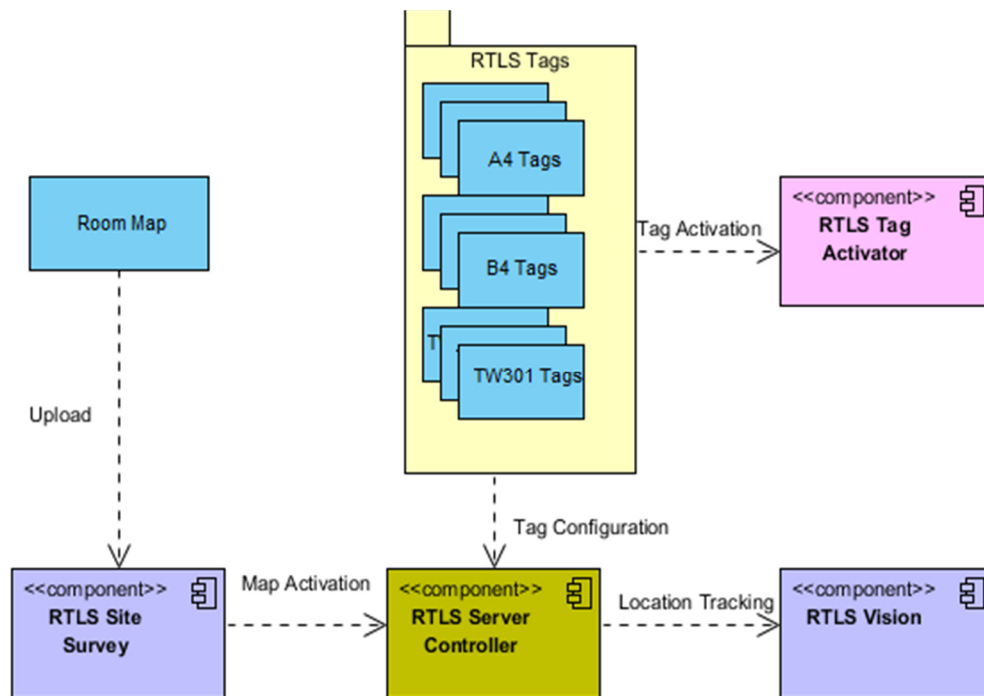 RTLS Tags
A4 Tags
B4 Tags
TW301 Tags
Room Map
Tag Activation
<<component>>
RTLS Tag
Activator
Upload
Tag Configuration
<<component>>
RTLS Site
Survey
Map Activation
<<component>>
RTLS Server
Controller
Location Tracking
<<component>>
RTLS Vision